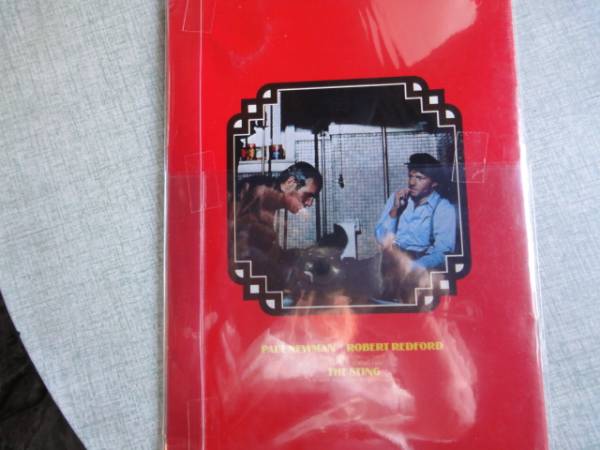 PAUL NEWMAN ROBERT REDFORD
THE STING